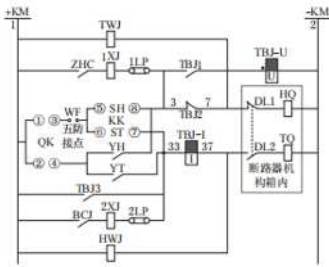 +KM -KM
1 2
TWJ
ZHC 1XJ 1LP TBJ1 TBJ-U
U
③ 3 7 DL1 HQ
① ③ WF ⑤ SH ⑧ TBJ2
五防 KK
接点 ⑥ ST ⑦ TBJ-I
QK 33 37 TQ
② ④ YH I DL2
YT 断路器机
构箱内
TBJ3
BCJ 2XJ 2LP
HWJ